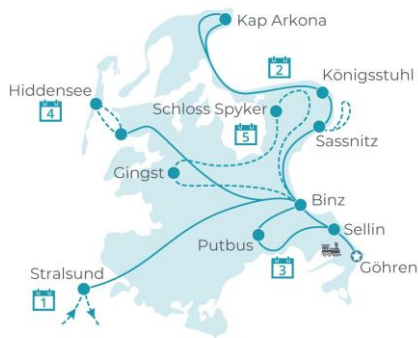 Kap Arkona
2
Königsstuhl
Hiddensee
4
Schloss Spyker
5
Sassnitz
Gingst
Binz
Sellin
Putbus
Göhren
3
Stralsund
1